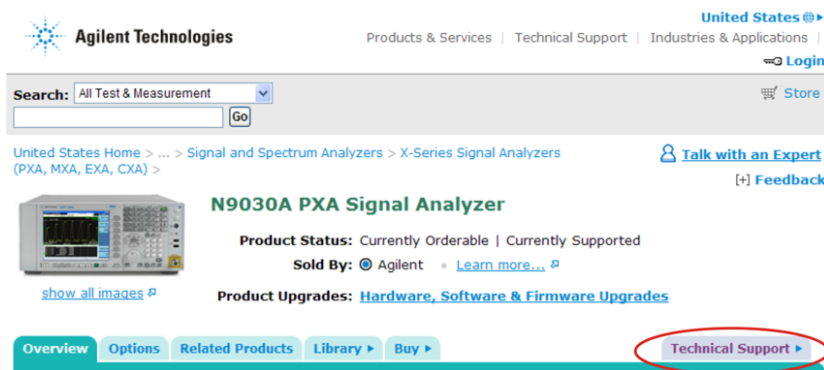 United States
Agilent Technologies
Products & Services | Technical Support | Industries & Applications |
Login
Search: All Test & Measurement
Store
Go
United States Home > ... > Signal and Spectrum Analyzers > X-Series Signal Analyzers
(PXA, MXA, EXA, CXA) >
Talk with an Expert
[+] Feedback
N9030A PXA Signal Analyzer
Product Status: Currently Orderable | Currently Supported
Sold By: Agilent • Learn more...
show all images
Product Upgrades: Hardware, Software & Firmware Upgrades
Overview Options Related Products Library Buy Technical Support